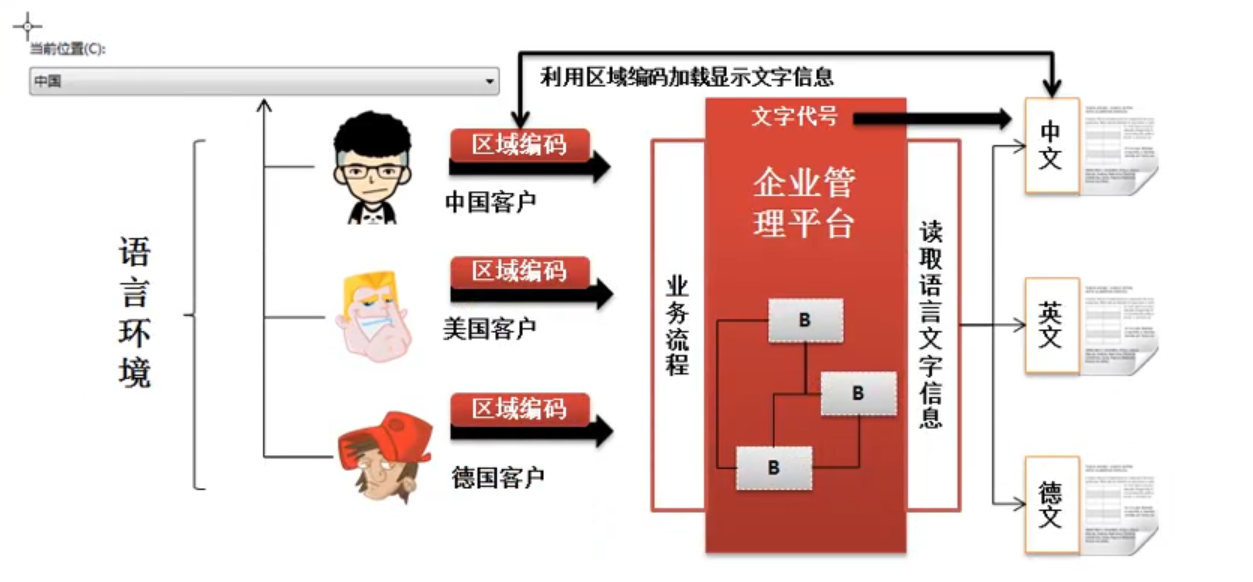 当前位置(C):
中国
利用区域编码加载显示文字信息
语言环境
区域编码
中国客户
区域编码
美国客户
区域编码
德国客户
业务流程
文字代号
企业管
理平台
B
B
B
读取语言文字信息
中文
英文
德文